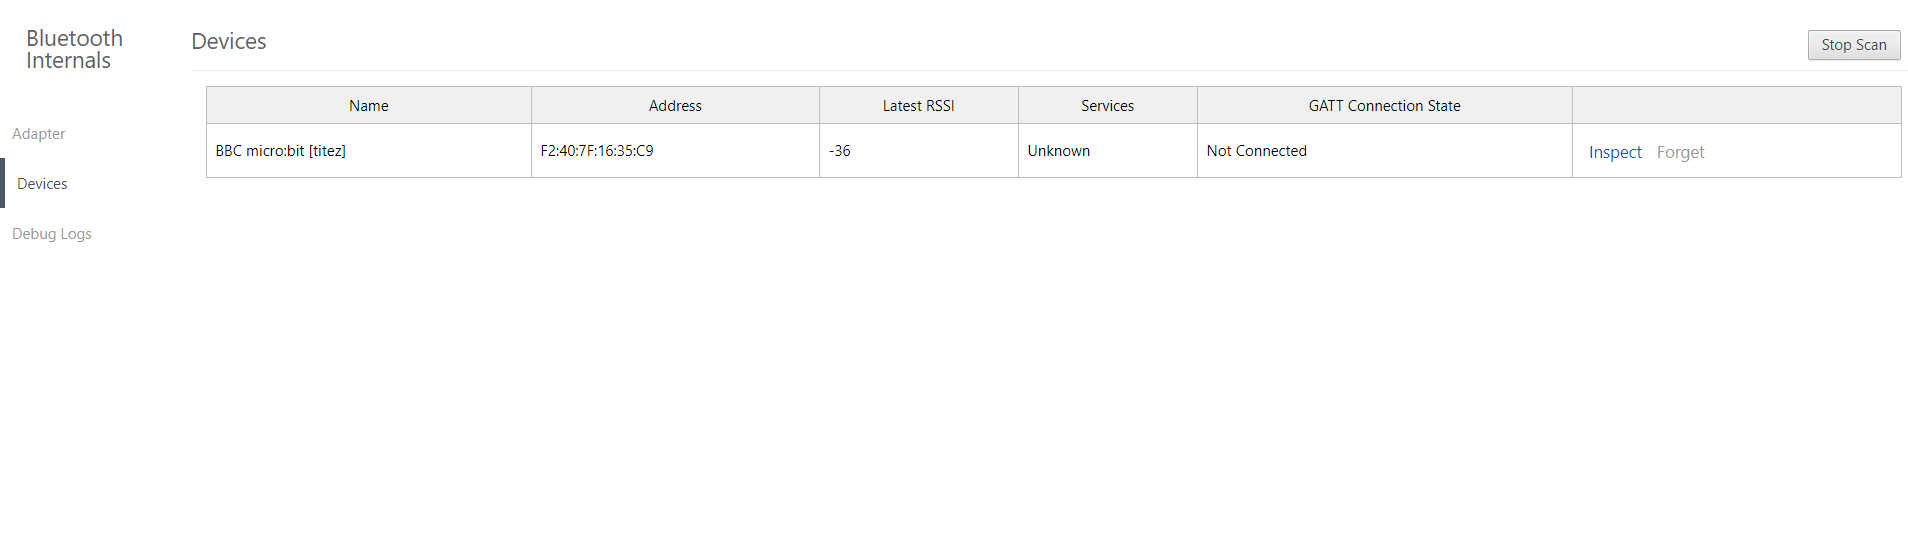 Bluetooth
Internals
Adapter
Devices
Debug Logs
Devices
Stop Scan
Name Address Latest RSSI Services GATT Connection State
BBC micro:bit [titez] F2:40:7F:16:35:C9 -36 Unknown Not Connected Inspect Forget